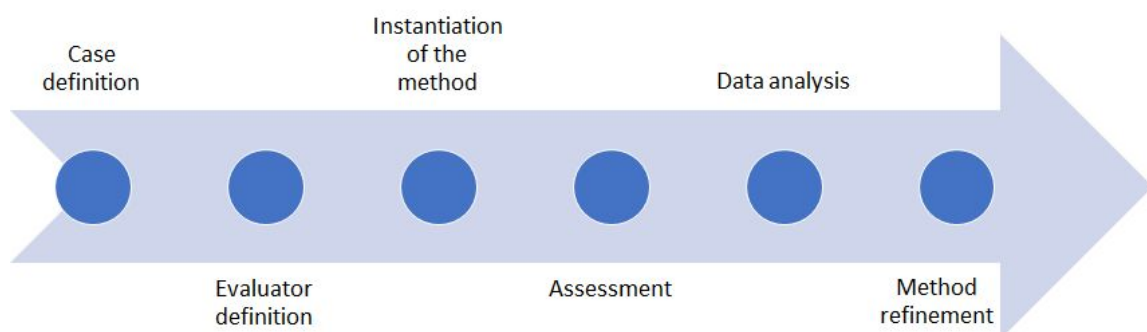 Case
definition
Evaluator
definition
Instantiation
of the
method
Assessment
Data analysis
Method
refinement